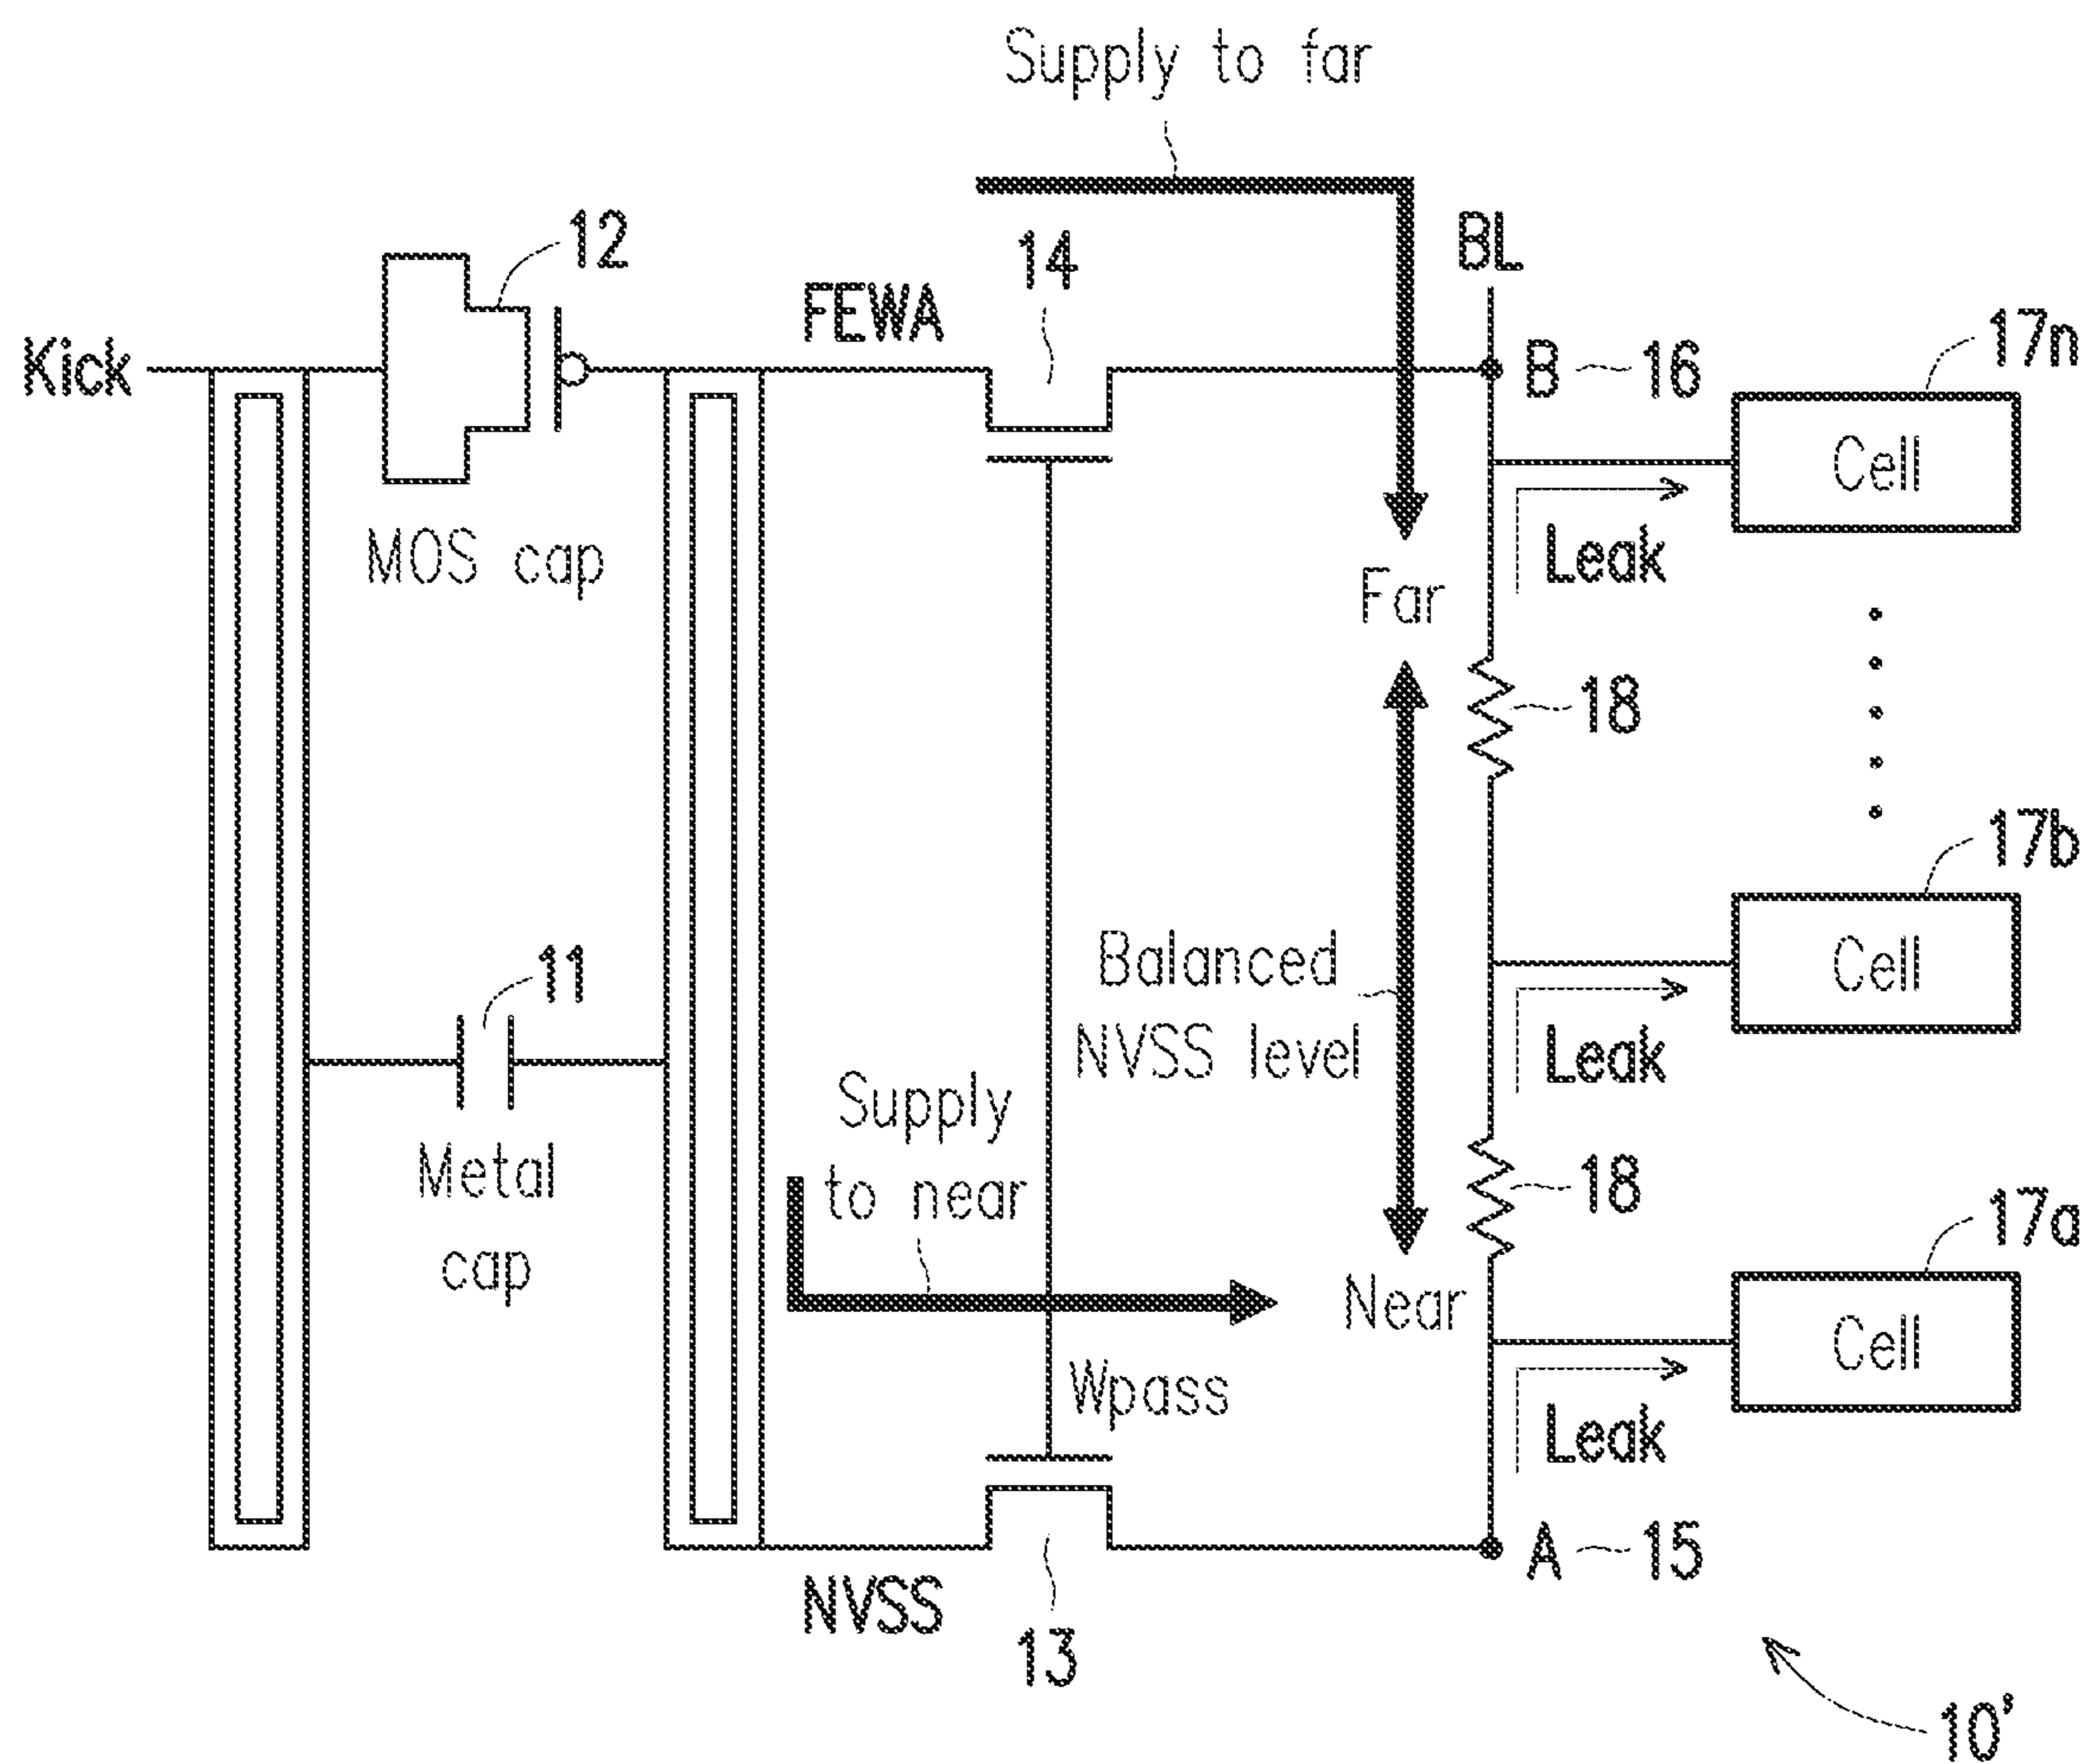 Supply to far
12
14
BL
FEWA
Kick
B
16
17n
Cell
MOS cap
Leak
Far
18
17b
11
Balanced
NVSS level
Cell
Leak
Supply
to near
Metal
cap
18
17a
Near
Cell
Wpass
Leak
A
15
NVSS
13
10'